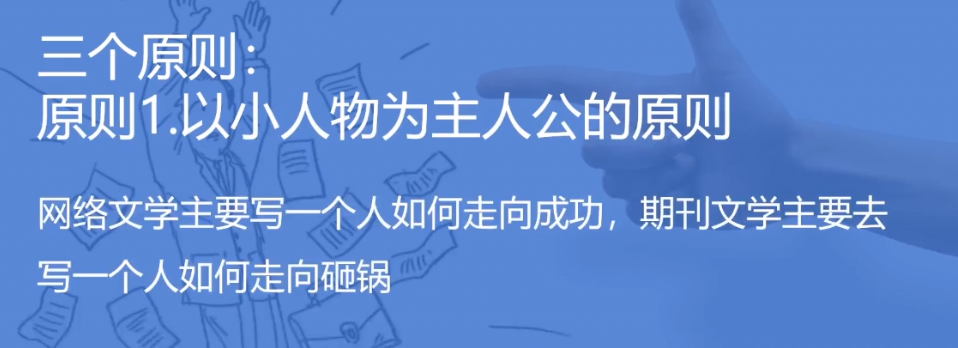 三个原则：
原则1.以小人物为主人公的原则
网络文学主要写一个人如何走向成功，期刊文学主要去
写一个人如何走向砸锅